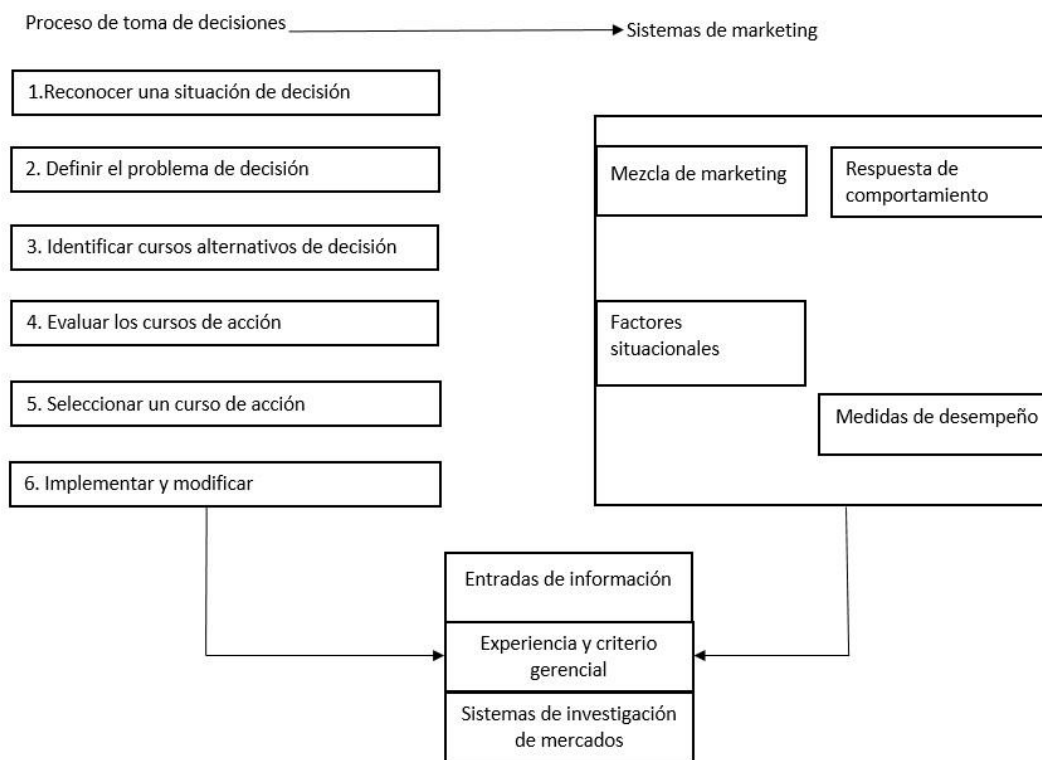 Proceso de toma de decisiones
Sistemas de marketing
1.Reconocer una situación de decisión
2. Definir el problema de decisión
3. Identificar cursos alternativos de decisión
4. Evaluar los cursos de acción
5. Seleccionar un curso de acción
6. Implementar y modificar
Mezcla de marketing
Respuesta de
comportamiento
Factores
situacionales
Medidas de desempeño
Entradas de información
Experiencia y criterio
gerencial
Sistemas de investigación
de mercados